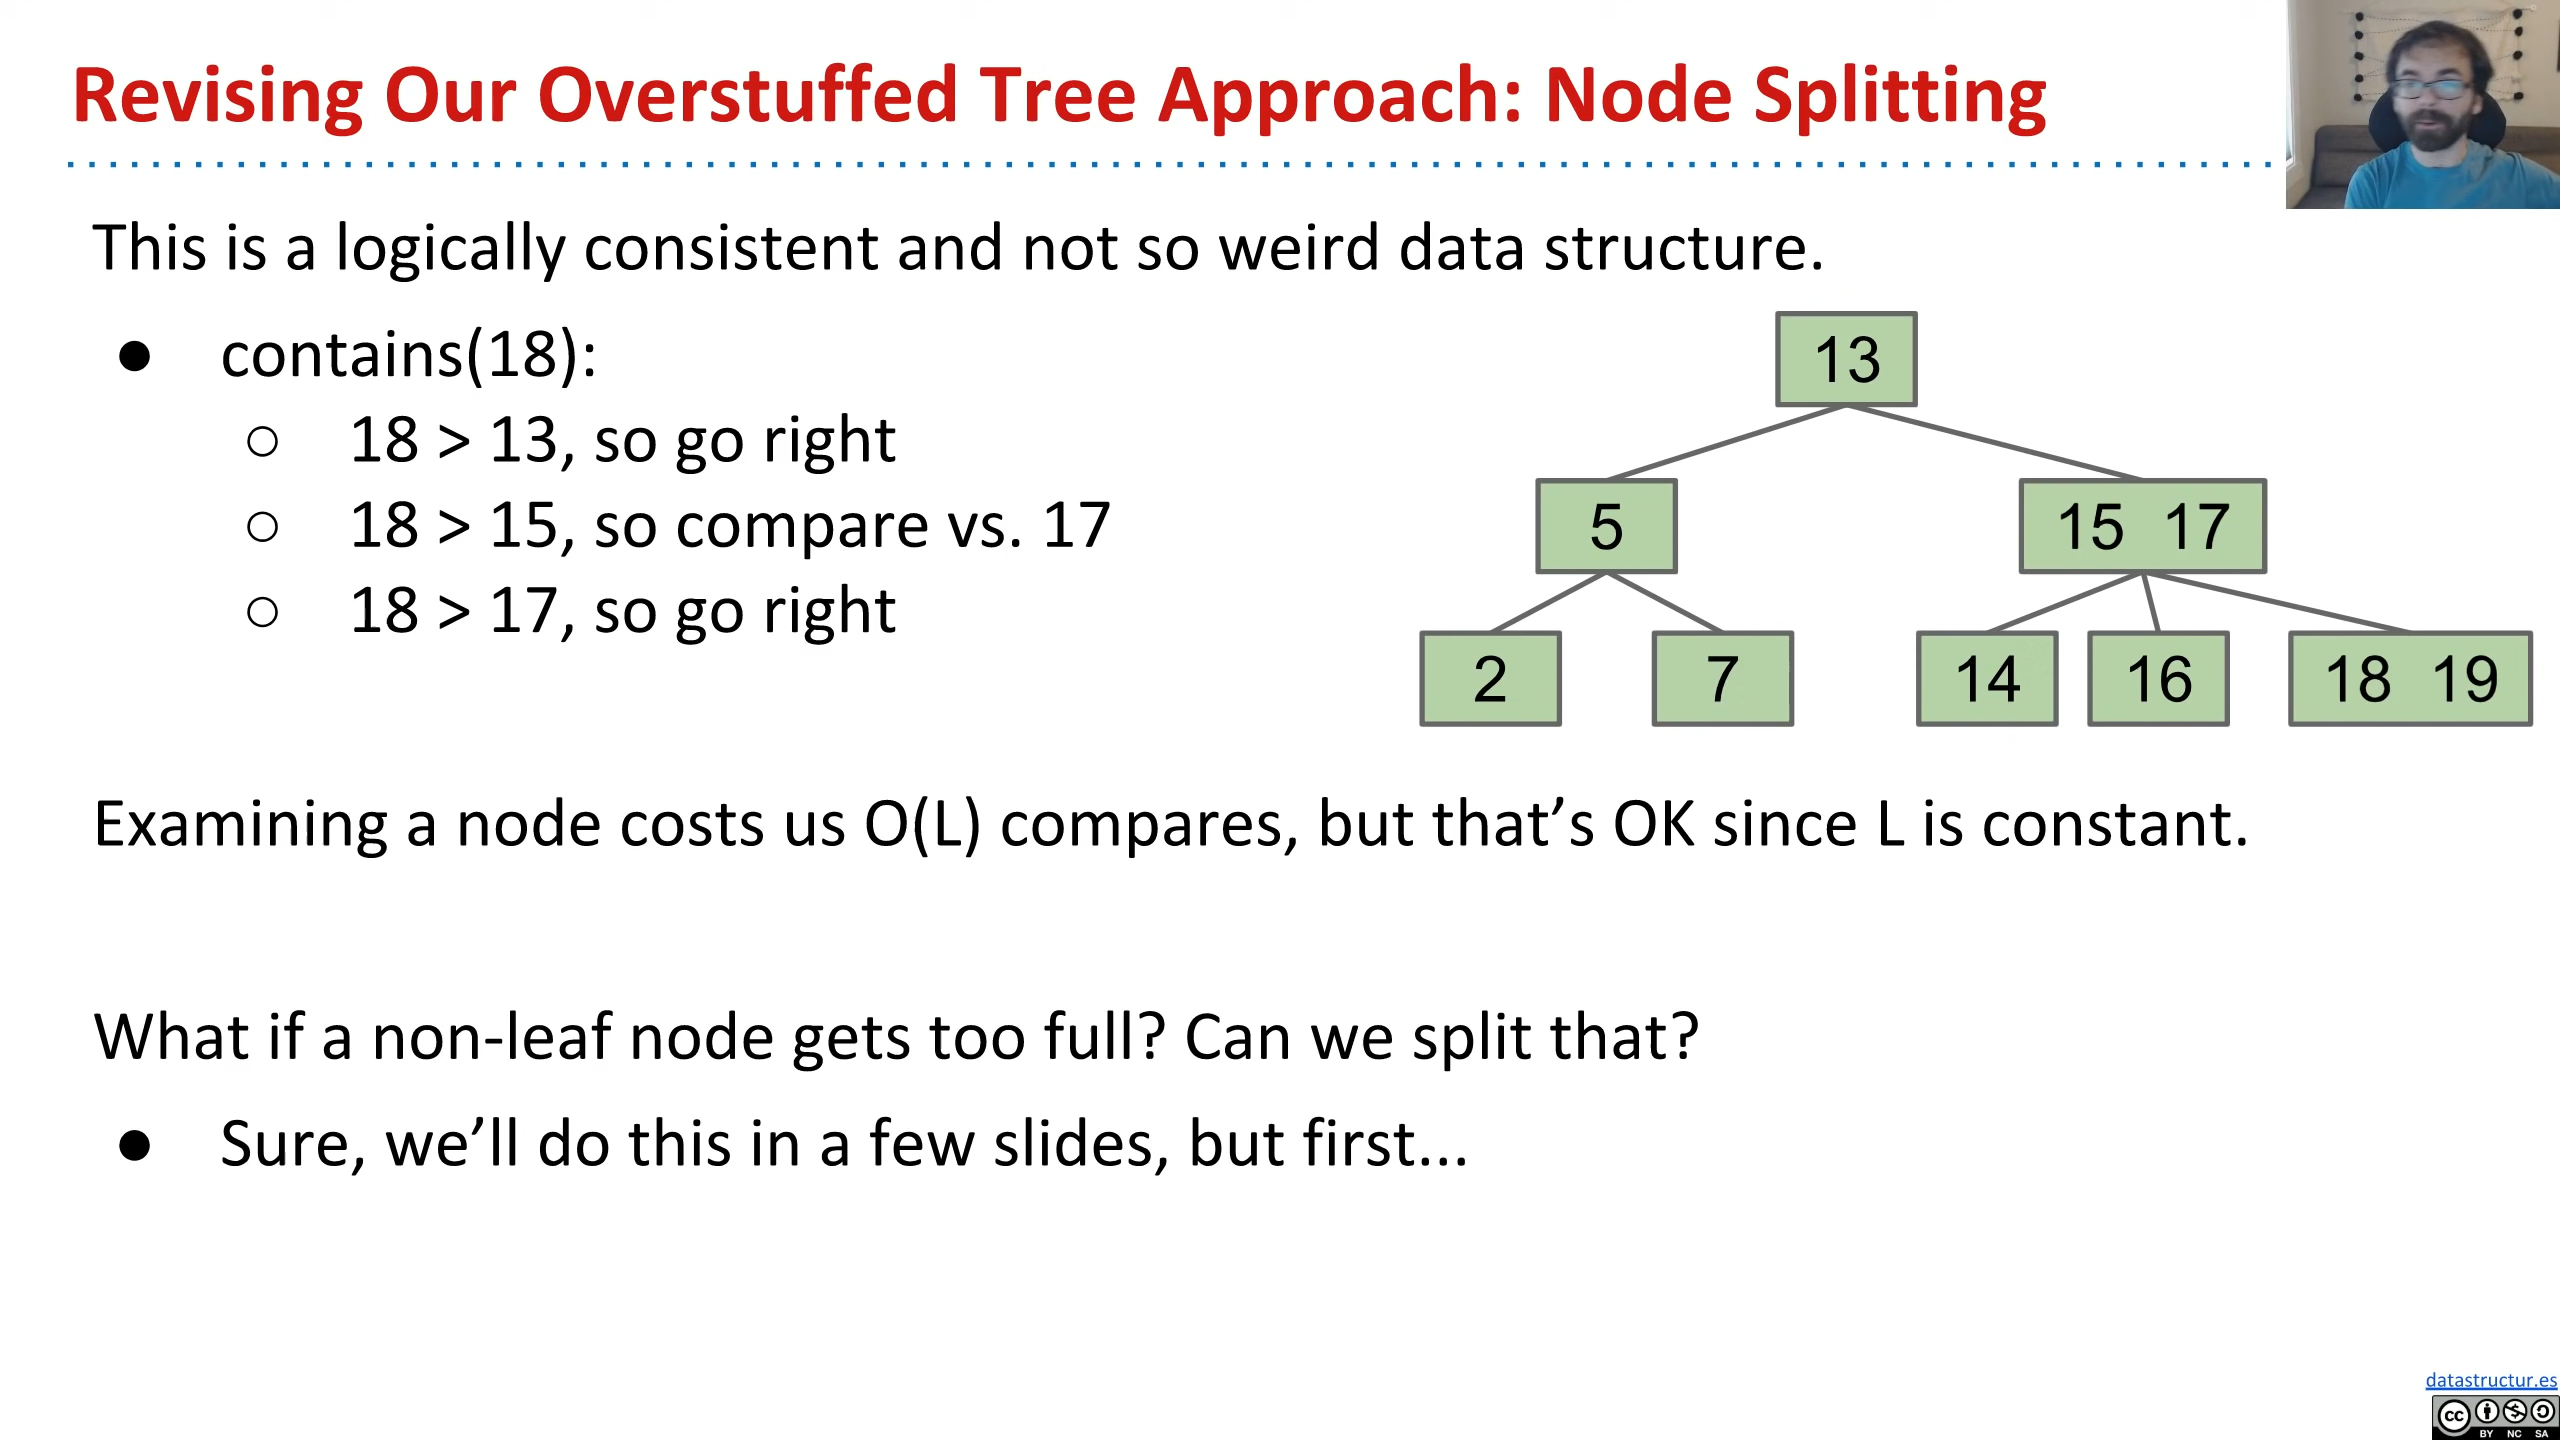 Revising Our Overstuffed Tree Approach: Node Splitting
This is a logically consistent and not so weird data structure.
● contains(18):
○ 18 > 13, so go right
○ 18 > 15, so compare vs. 17
○ 18 > 17, so go right
13
5
15 17
2
7
14
16
18 19
Examining a node costs us O(L) compares, but that’s OK since L is constant.
What if a non-leaf node gets too full? Can we split that?
● Sure, we’ll do this in a few slides, but first...
datastructur.es
cc
BY NC SA